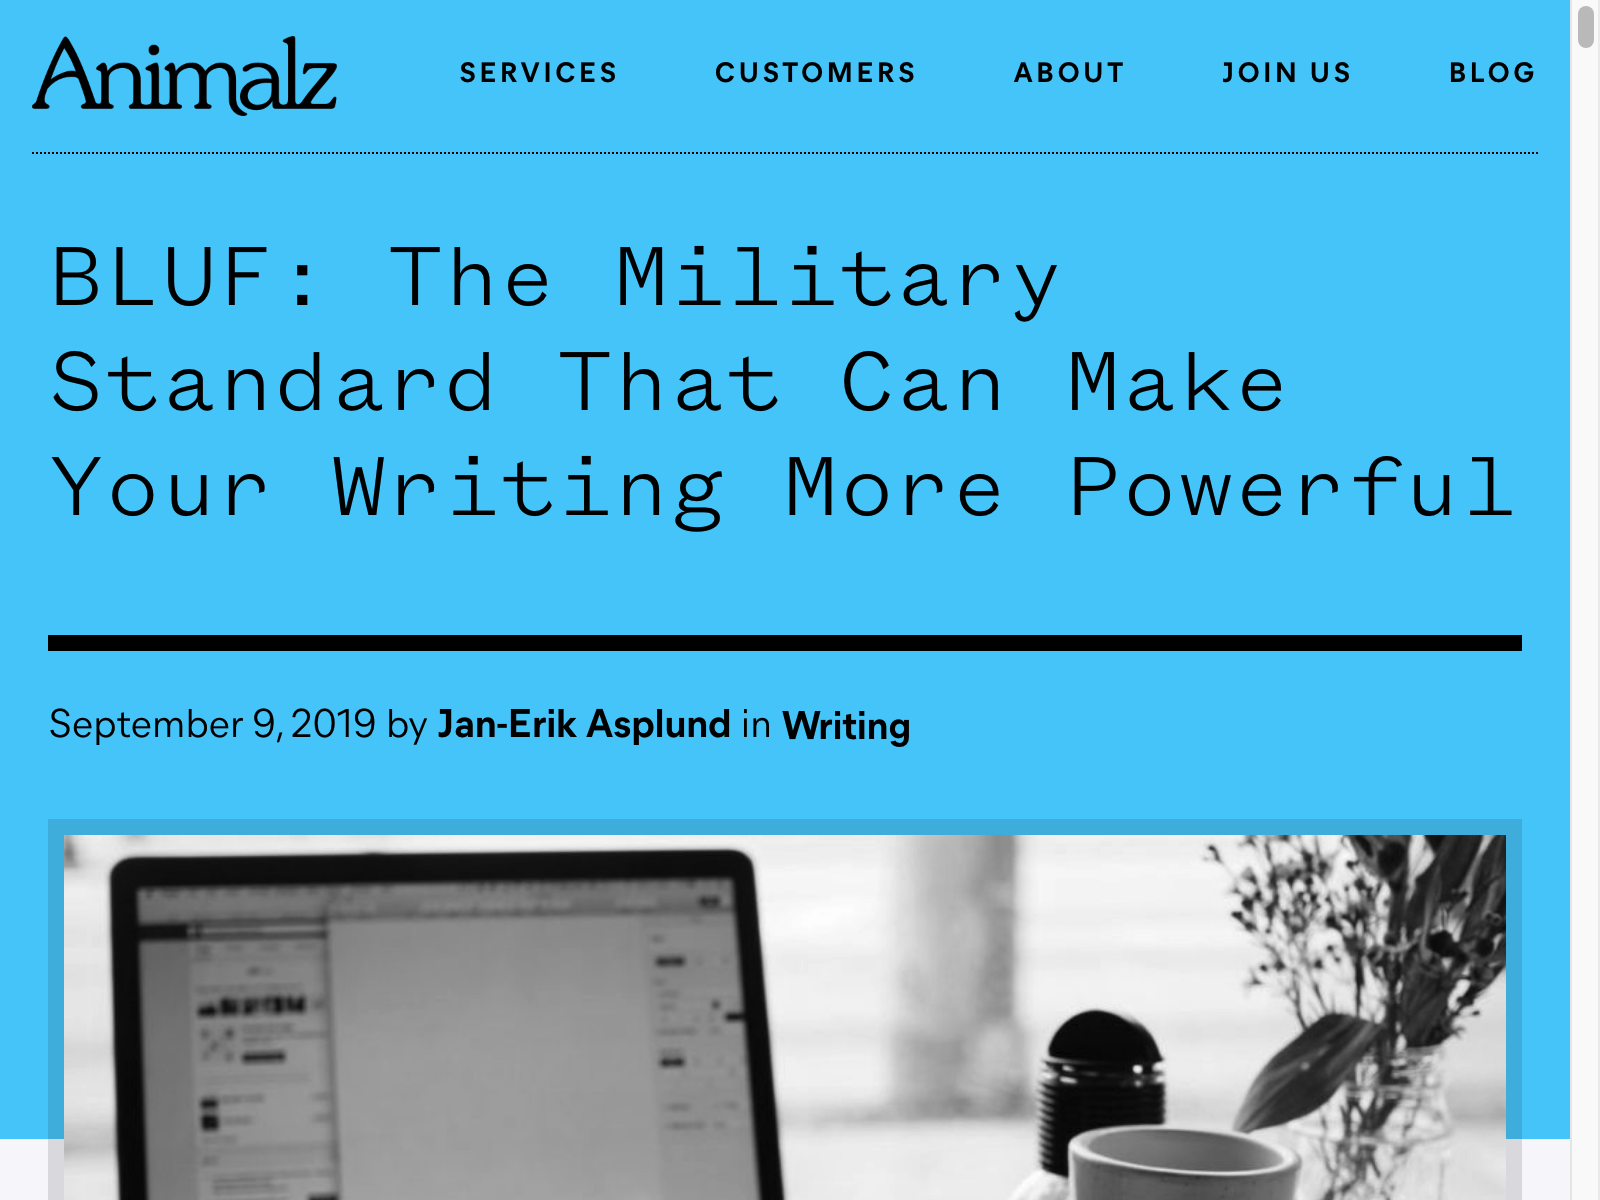 Animalz
SERVICES
CUSTOMERS
ABOUT
JOIN US
BLOG
BLUF: The Military
Standard That Can Make
Your Writing More Powerful
September 9, 2019 by Jan-Erik Asplund in Writing